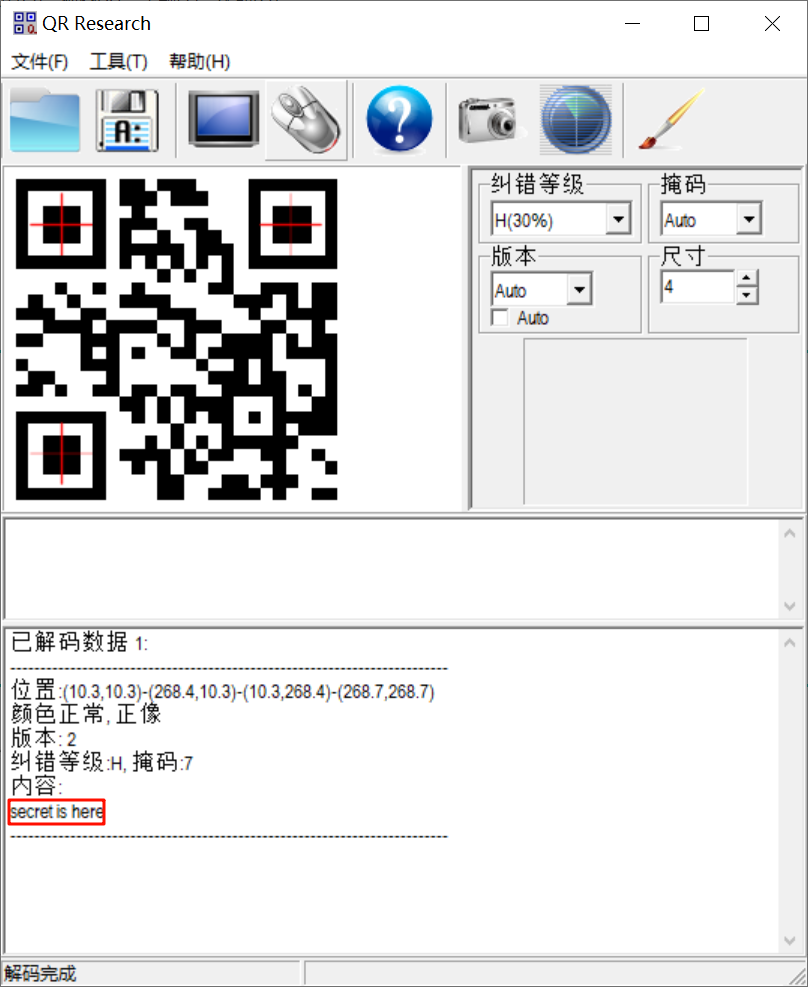 QR Research
文件(F) 工具(T) 帮助(H)
A:
纠错等级
掩码
H(30%)
Auto
版本
尺寸
Auto
4
Auto
已解码数据 1:
--------------------------------------------------------------------------------
位置:(10.3,10.3)-(268.4,10.3)-(10.3,268.4)-(268.7,268.7)
颜色正常, 正像
版本: 2
纠错等级:H, 掩码:7
内容:
secret is here
--------------------------------------------------------------------------------
解码完成